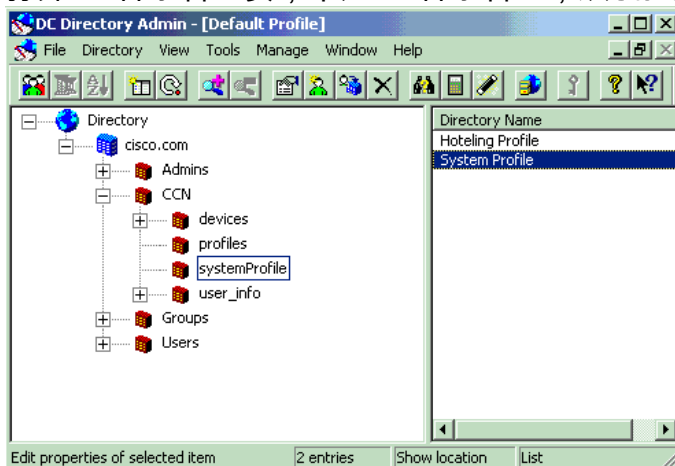 DC Directory Admin - [Default Profile]
File Directory View Tools Manage Window Help
Directory
cisco.com
Admins
CCN
devices
profiles
systemProfile
user_info
Groups
Users
Directory Name
Hoteling Profile
System Profile
Edit properties of selected item 2 entries Show location List